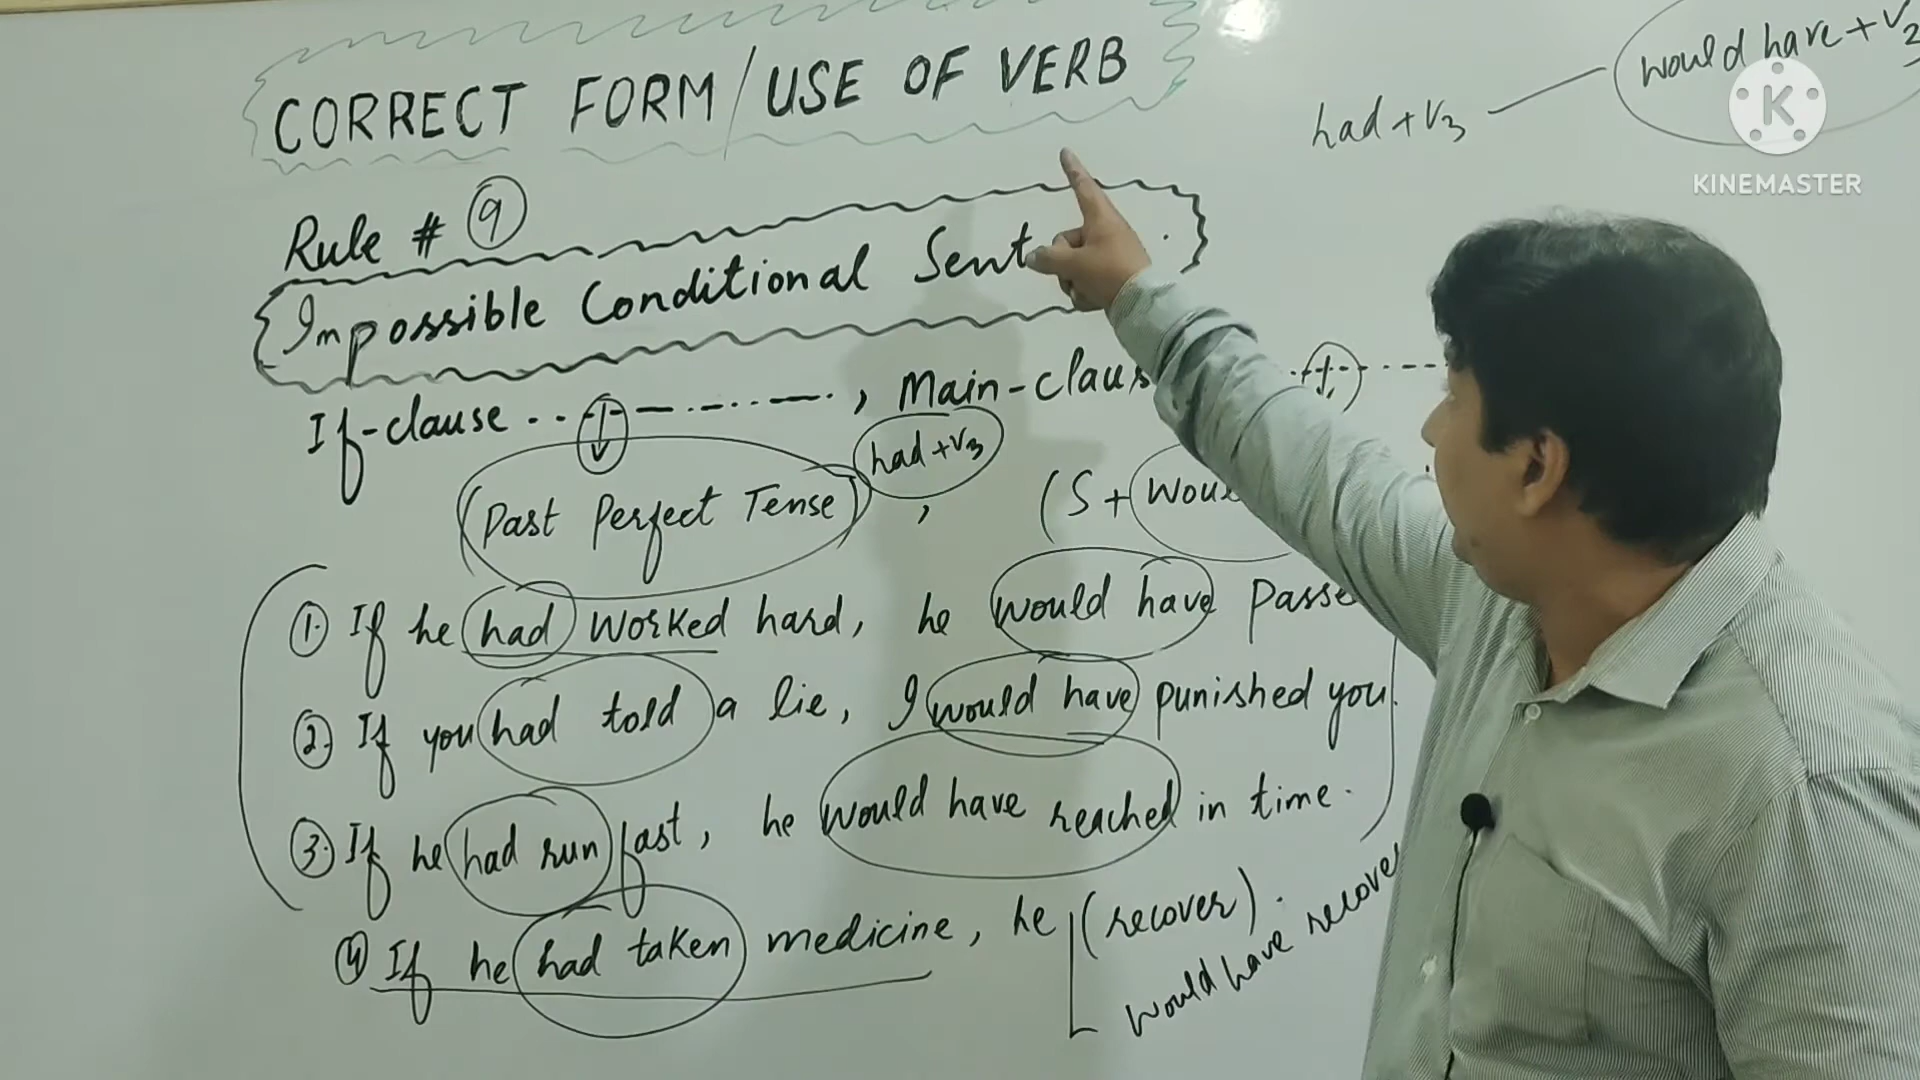 CORRECT FORM/USE OF VERB
had + V3 — would have + V3
KINEMASTER
Rule # 9
Impossible Conditional Sent
If-clause , Main-claus
had + V3
(Past Perfect Tense) , (S + Would
1. If he had worked hard, he would have passe
2. If you had told a lie, I would have punished you.
3. If he had run fast, he would have reached in time.
4 If he had taken medicine, he (recover).
would have recover